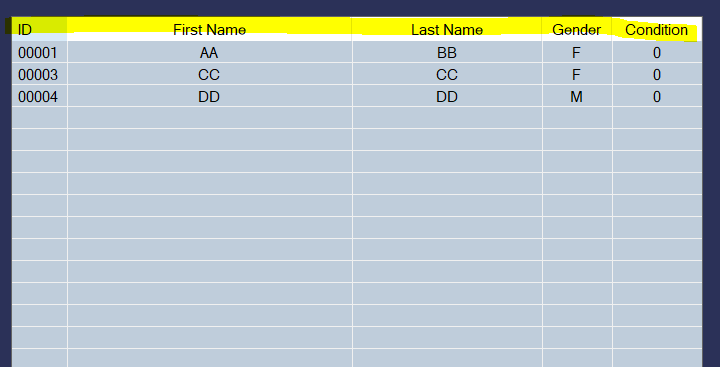 ID First Name Last Name Gender Condition
00001 AA BB F 0
00003 CC CC F 0
00004 DD DD M 0